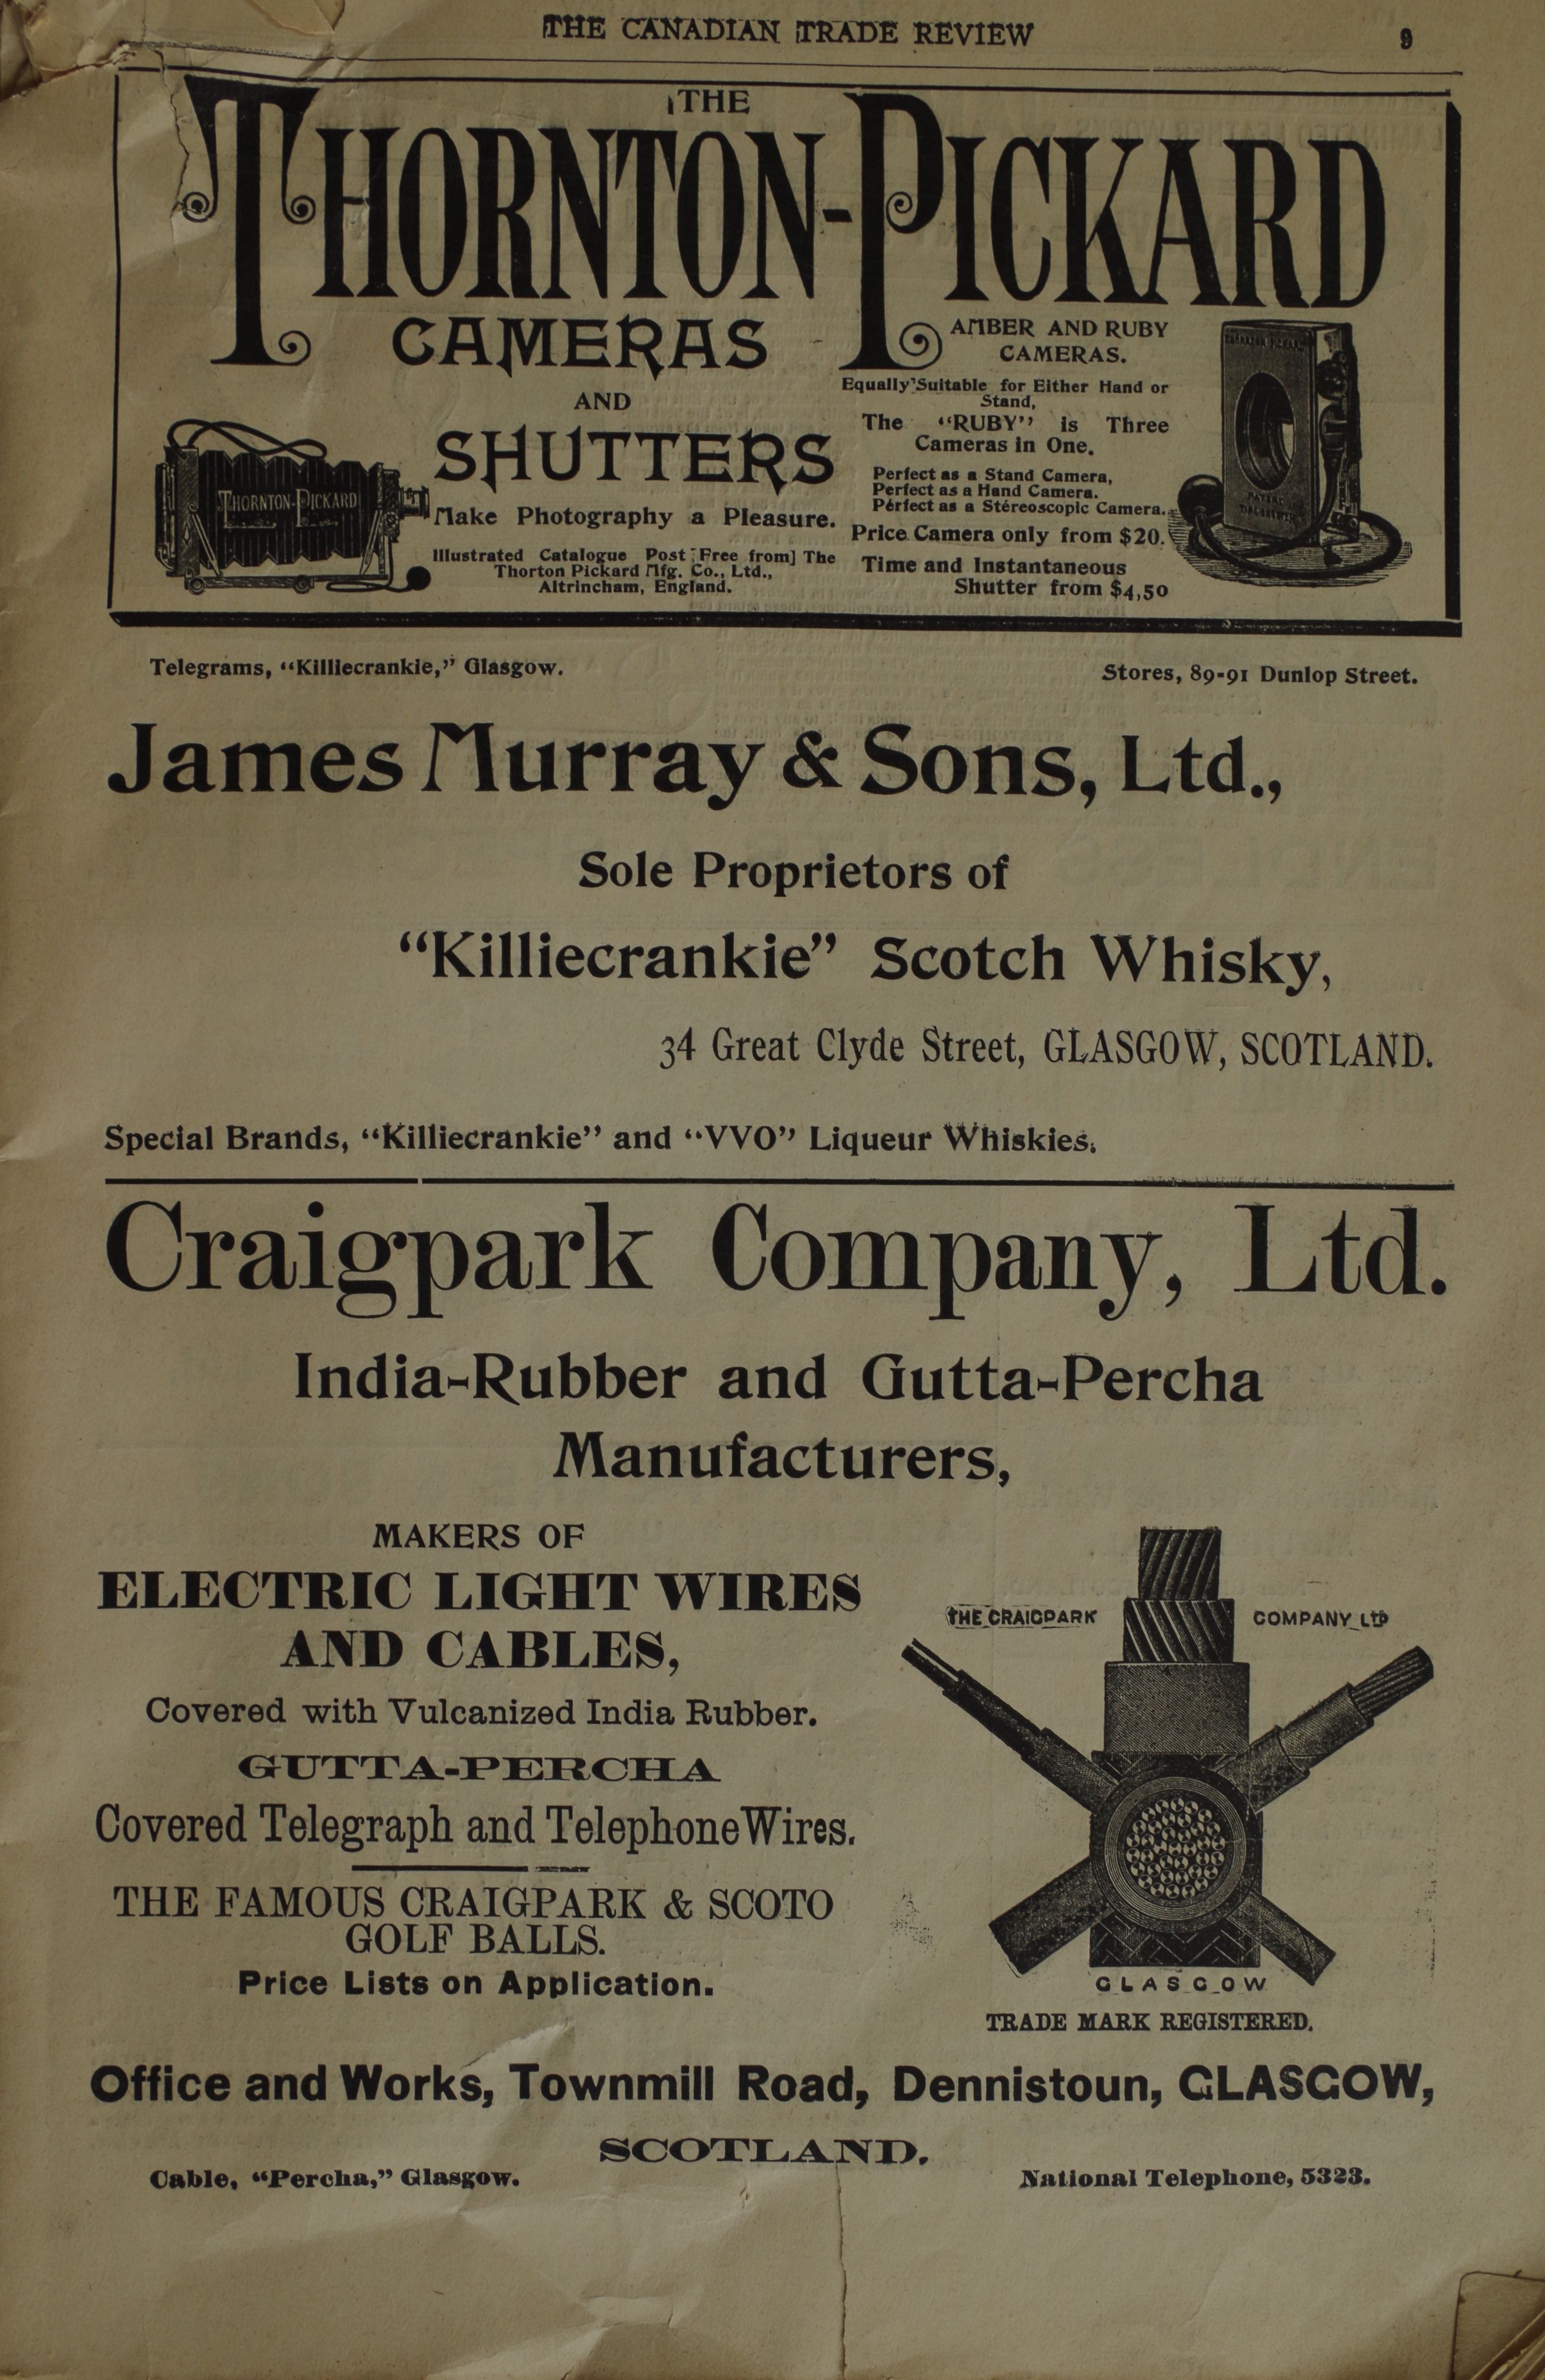 THE CANADIAN TRADE REVIEW 9
THE
THORNTON-PICKARD
CAMERAS
AND
SHUTTERS
Make Photography a Pleasure.
Illustrated Catalogue Post Free from] The
Thorton Pickard Mfg. Co., Ltd.,
Altrincham, England.
THORNTON-PICKARD
AMBER AND RUBY
CAMERAS.
Equally Suitable for Either Hand or
Stand,
The "RUBY" is Three
Cameras in One.
Perfect as a Stand Camera,
Perfect as a Hand Camera.
Perfect as a Stereoscopic Camera.
Price Camera only from $20.
Time and Instantaneous
Shutter from $4,50
Telegrams, "Killiecrankie," Glasgow.
Stores, 89-91 Dunlop Street.
James Murray & Sons, Ltd.,
Sole Proprietors of
"Killiecrankie" Scotch Whisky,
34 Great Clyde Street, GLASGOW, SCOTLAND.
Special Brands, "Killiecrankie" and "VVO" Liqueur Whiskies.
Craigpark Company, Ltd.
India-Rubber and Gutta-Percha
Manufacturers,
MAKERS OF
ELECTRIC LIGHT WIRES
AND CABLES,
Covered with Vulcanized India Rubber.
GUTTA-PERCHA
Covered Telegraph and Telephone Wires.
THE FAMOUS CRAIGPARK & SCOTO
GOLF BALLS.
Price Lists on Application.
THE CRAIGPARK COMPANY LTD
GLASGOW
TRADE MARK REGISTERED.
Office and Works, Townmill Road, Dennistoun, GLASGOW,
SCOTLAND.
Cable, "Percha," Glasgow.
National Telephone, 5323.